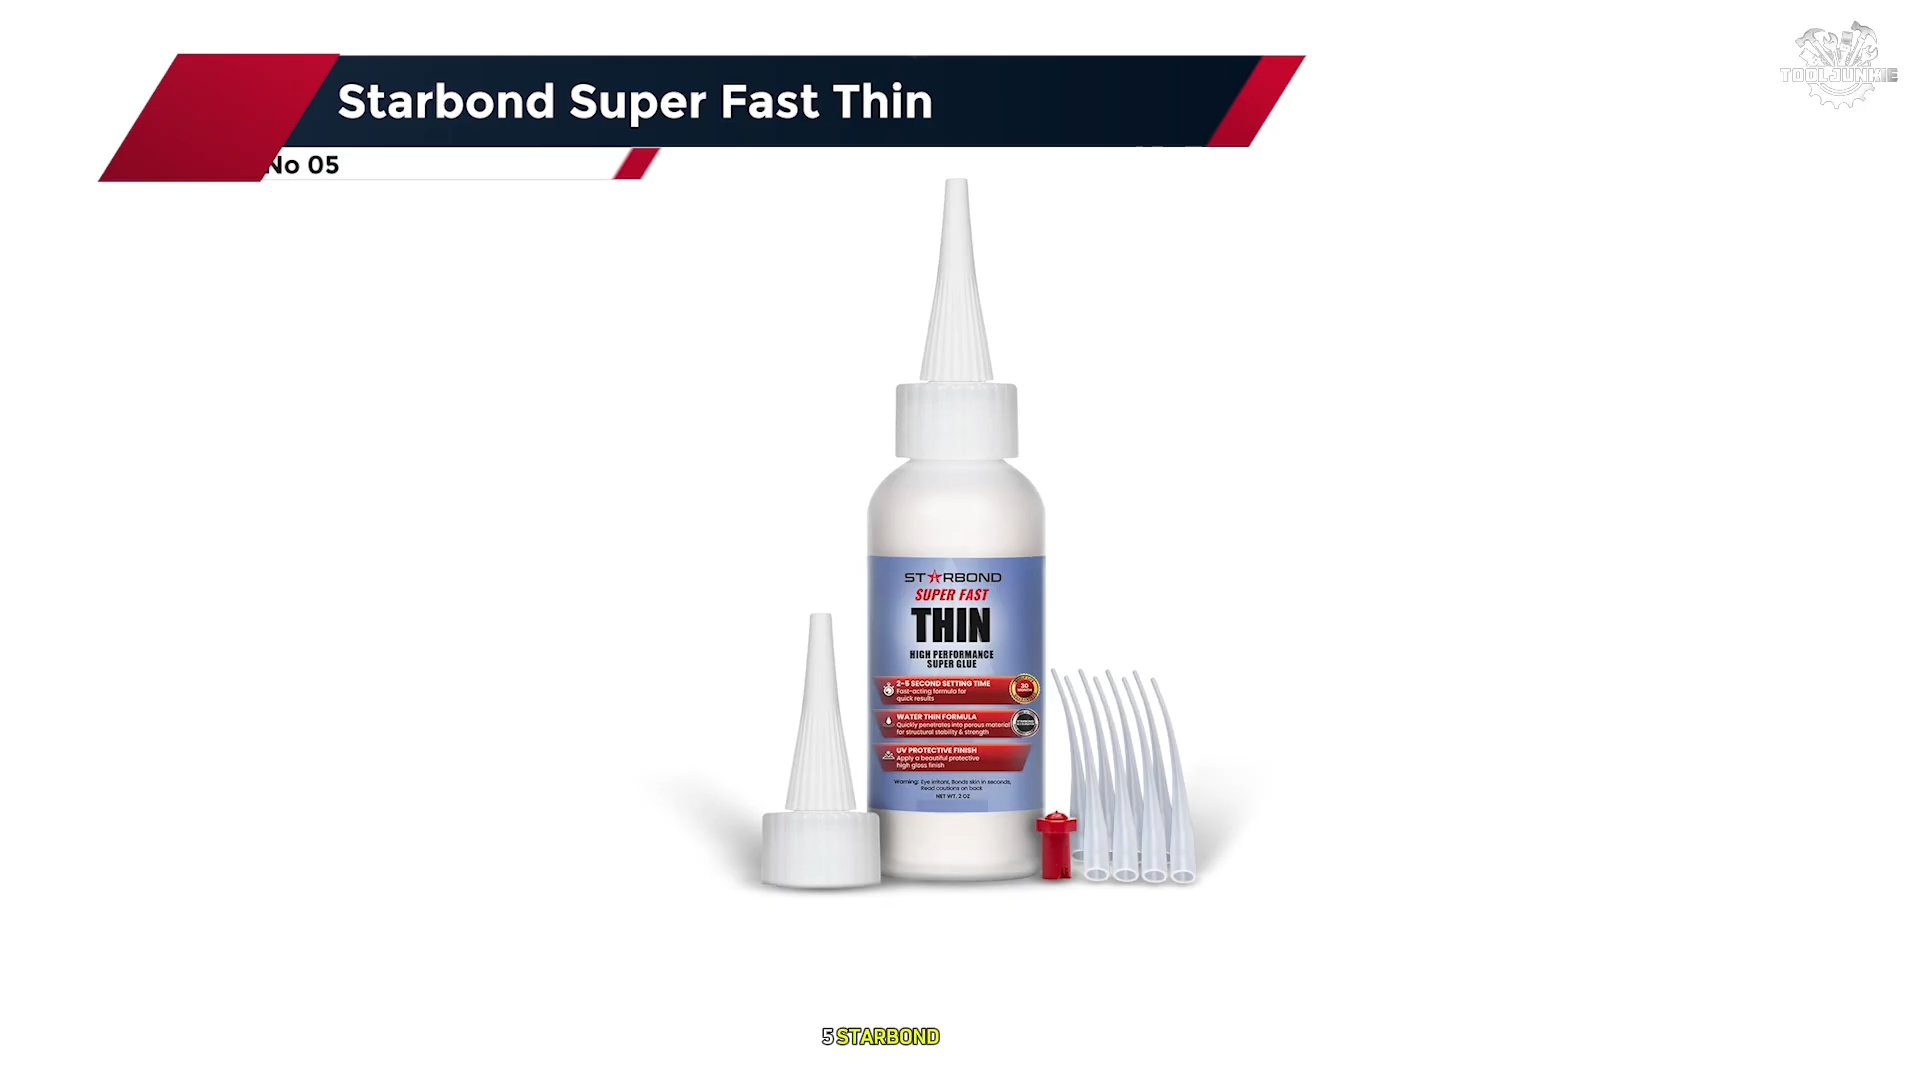 Starbond Super Fast Thin
No 05
TOOLJUNKIE
STARBOND
SUPER FAST
THIN
HIGH PERFORMANCE
SUPER GLUE
2-5 SECOND SETTING TIME
Fast-acting formula for
quick results
30
MONTH
WATER THIN FORMULA
Quickly penetrates into porous material
for structural stability & strength
UV PROTECTIVE FINISH
Apply a beautiful protective
high gloss finish
Warning: Eye irritant, Bonds skin in seconds,
Read cautions on back
NET WT. 2 OZ
5 STARBOND